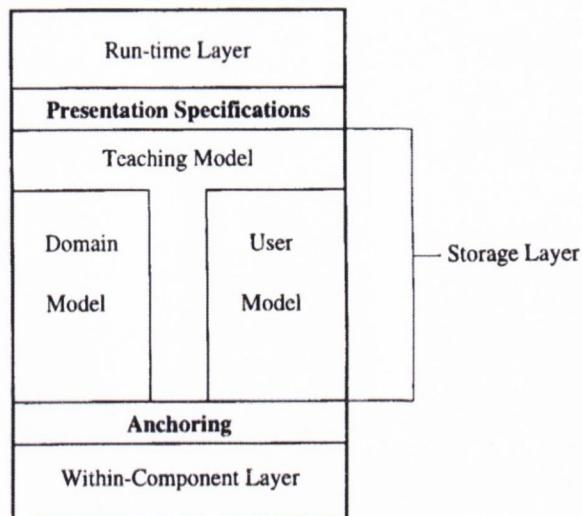 Run-time Layer
Presentation Specifications
Teaching Model
Domain
Model
User
Model
Storage Layer
Anchoring
Within-Component Layer